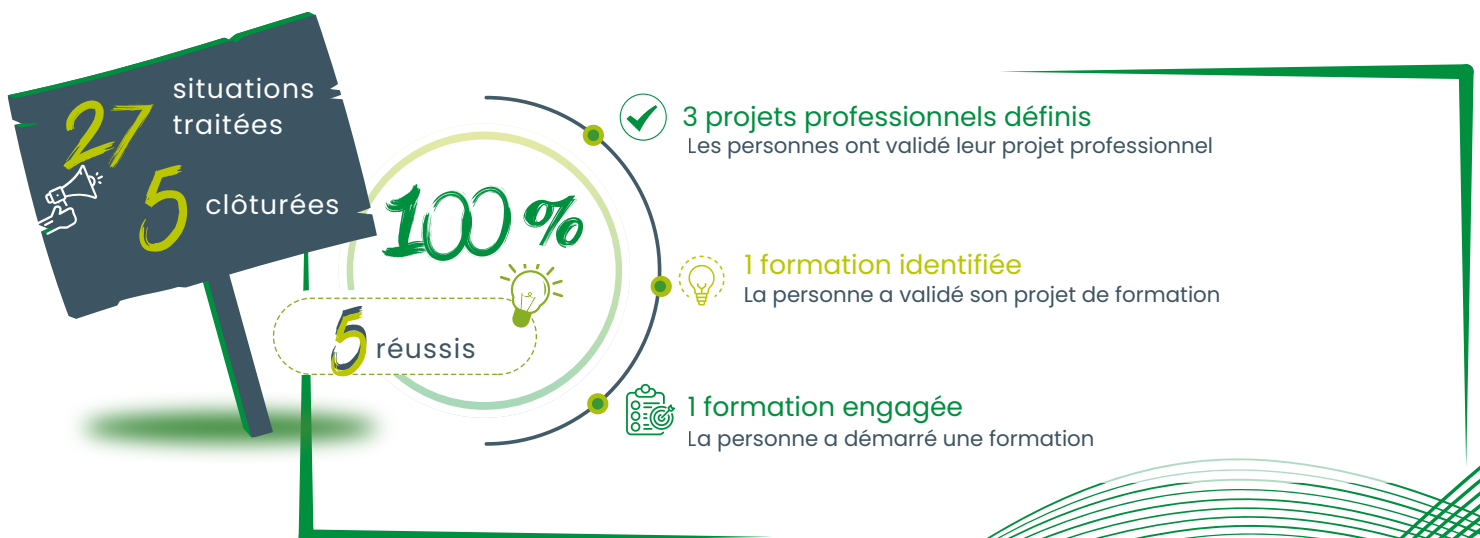 27 situations
traitées
5 clôturées
100 %
5 réussis
3 projets professionnels définis
Les personnes ont validé leur projet professionnel
1 formation identifiée
La personne a validé son projet de formation
1 formation engagée
La personne a démarré une formation